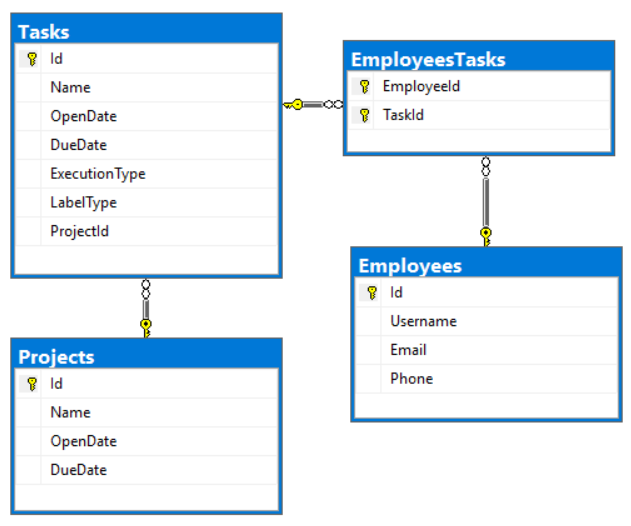 Tasks
Id
Name
OpenDate
DueDate
ExecutionType
LabelType
ProjectId
EmployeesTasks
EmployeeId
TaskId
Employees
Id
Username
Email
Phone
Projects
Id
Name
OpenDate
DueDate